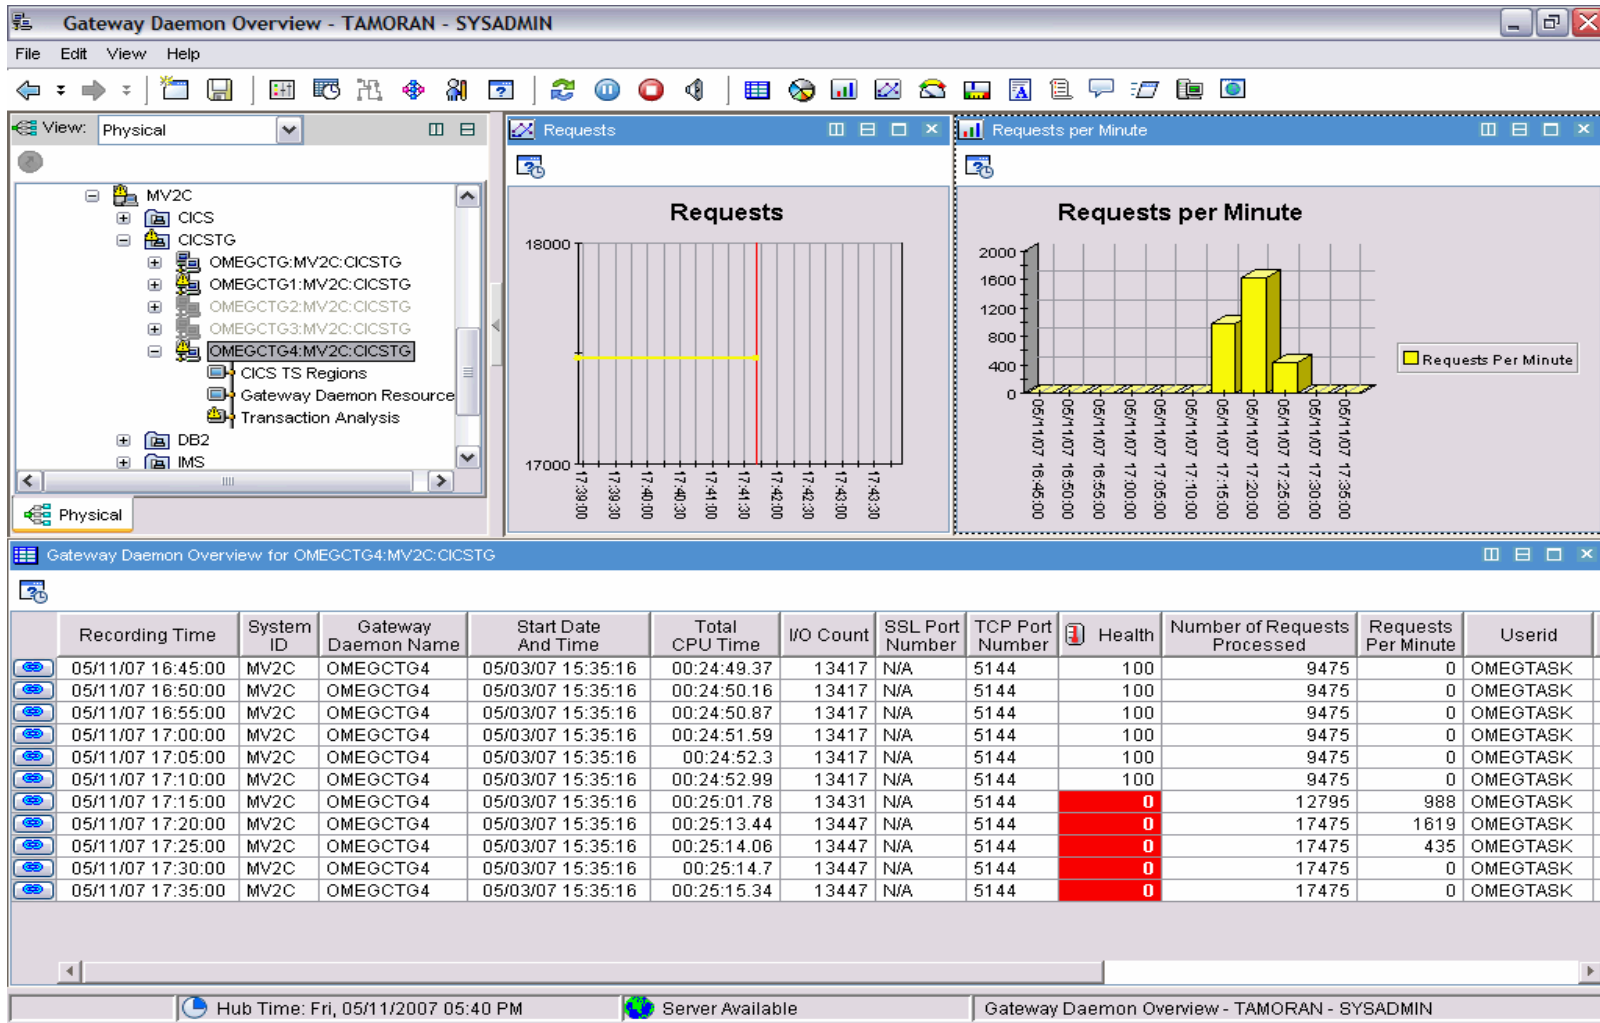 Gateway Daemon Overview - TAMORAN - SYSADMIN
File Edit View Help
View: Physical
MV2C
CICS
CICSTG
OMEGCTG:MV2C:CICSTG
OMEGCTG1:MV2C:CICSTG
OMEGCTG2:MV2C:CICSTG
OMEGCTG3:MV2C:CICSTG
OMEGCTG4:MV2C:CICSTG
CICS TS Regions
Gateway Daemon Resource
Transaction Analysis
DB2
IMS
Physical
Requests
Requests
18000
17000
17:39:00
17:39:30
17:40:00
17:40:30
17:41:00
17:41:30
17:42:00
17:42:30
17:43:00
17:43:30
Requests per Minute
Requests per Minute
2000
1600
1200
800
400
0
05/11/07 16:45:00
05/11/07 16:50:00
05/11/07 16:55:00
05/11/07 17:00:00
05/11/07 17:05:00
05/11/07 17:10:00
05/11/07 17:15:00
05/11/07 17:20:00
05/11/07 17:25:00
05/11/07 17:30:00
05/11/07 17:35:00
Requests Per Minute
Gateway Daemon Overview for OMEGCTG4:MV2C:CICSTG
Recording Time System ID Gateway Daemon Name Start Date And Time Total CPU Time I/O Count SSL Port Number TCP Port Number Health Number of Requests Processed Requests Per Minute Userid
05/11/07 16:45:00 MV2C OMEGCTG4 05/03/07 15:35:16 00:24:49.37 13417 N/A 5144 100 9475 0 OMEGTASK
05/11/07 16:50:00 MV2C OMEGCTG4 05/03/07 15:35:16 00:24:50.16 13417 N/A 5144 100 9475 0 OMEGTASK
05/11/07 16:55:00 MV2C OMEGCTG4 05/03/07 15:35:16 00:24:50.87 13417 N/A 5144 100 9475 0 OMEGTASK
05/11/07 17:00:00 MV2C OMEGCTG4 05/03/07 15:35:16 00:24:51.59 13417 N/A 5144 100 9475 0 OMEGTASK
05/11/07 17:05:00 MV2C OMEGCTG4 05/03/07 15:35:16 00:24:52.3 13417 N/A 5144 100 9475 0 OMEGTASK
05/11/07 17:10:00 MV2C OMEGCTG4 05/03/07 15:35:16 00:24:52.99 13417 N/A 5144 100 9475 0 OMEGTASK
05/11/07 17:15:00 MV2C OMEGCTG4 05/03/07 15:35:16 00:25:01.78 13431 N/A 5144 0 12795 988 OMEGTASK
05/11/07 17:20:00 MV2C OMEGCTG4 05/03/07 15:35:16 00:25:13.44 13447 N/A 5144 0 17475 1619 OMEGTASK
05/11/07 17:25:00 MV2C OMEGCTG4 05/03/07 15:35:16 00:25:14.06 13447 N/A 5144 0 17475 435 OMEGTASK
05/11/07 17:30:00 MV2C OMEGCTG4 05/03/07 15:35:16 00:25:14.7 13447 N/A 5144 0 17475 0 OMEGTASK
05/11/07 17:35:00 MV2C OMEGCTG4 05/03/07 15:35:16 00:25:15.34 13447 N/A 5144 0 17475 0 OMEGTASK
Hub Time: Fri, 05/11/2007 05:40 PM
Server Available
Gateway Daemon Overview - TAMORAN - SYSADMIN